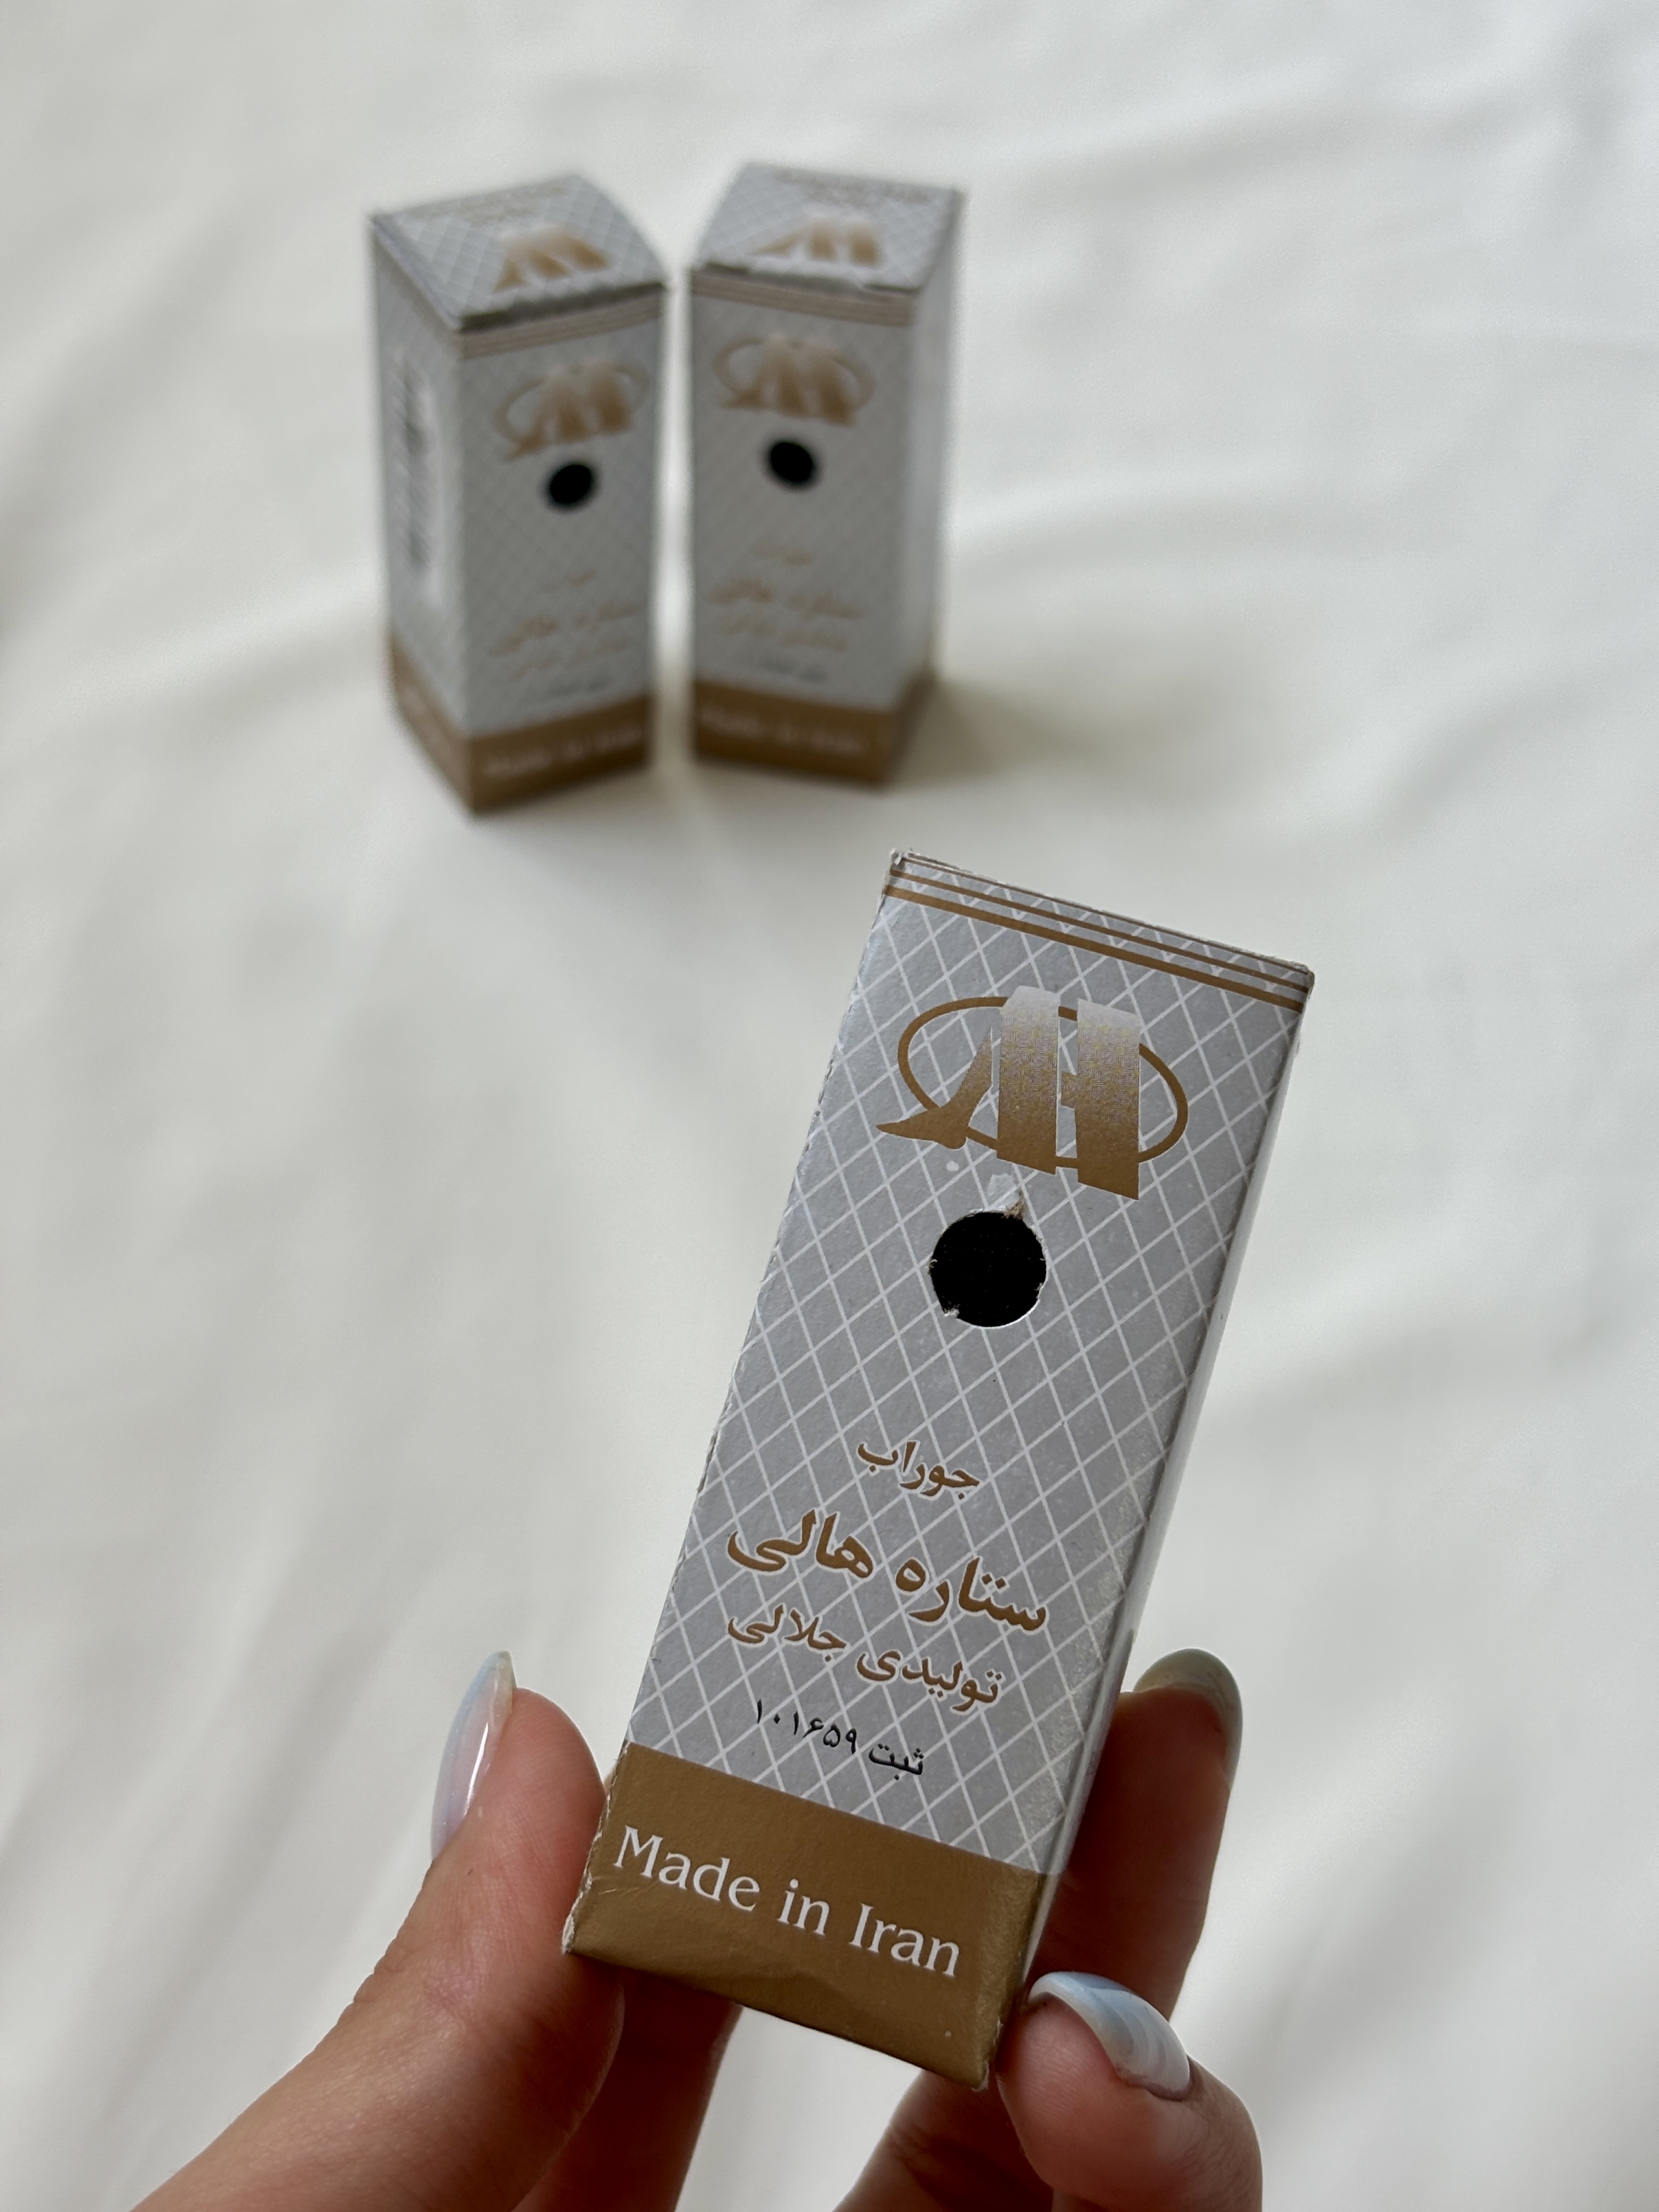 جوراب
ستاره هالی
تولیدی جلالی
ثبت ۱۰۱۶۵۹
Made in Iran